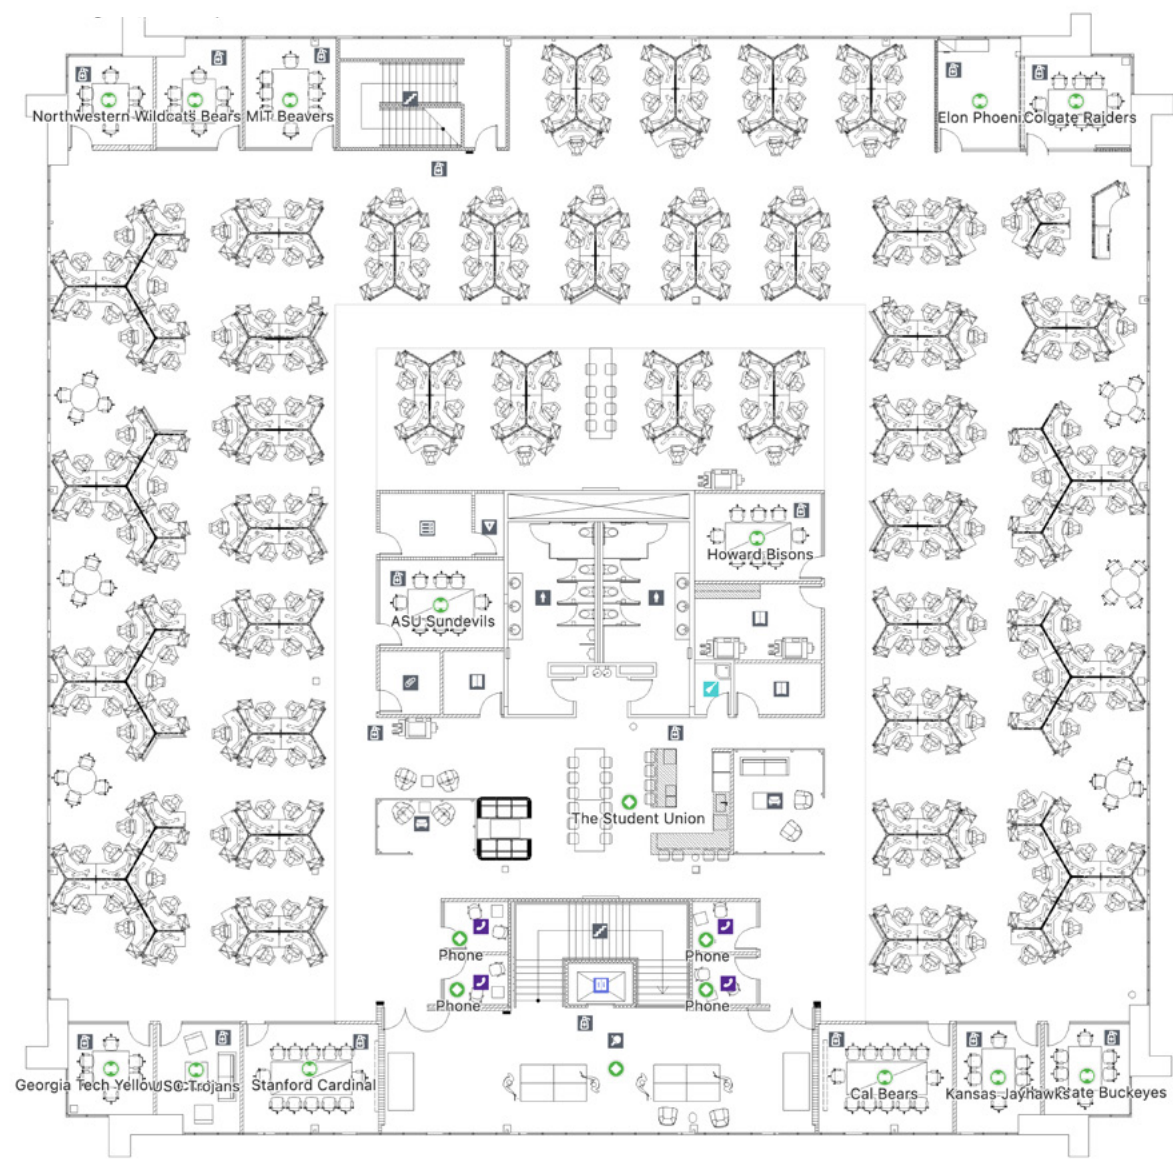 Northwestern Wildcats
Bears
MIT Beavers
Elon Phoeni
Colgate Raiders
Howard Bisons
ASU Sundevils
The Student Union
Phone
Phone
Phone
Phone
Georgia Tech Yellow
USC Trojans
Stanford Cardinal
Cal Bears
Kansas Jayhawks
State Buckeyes